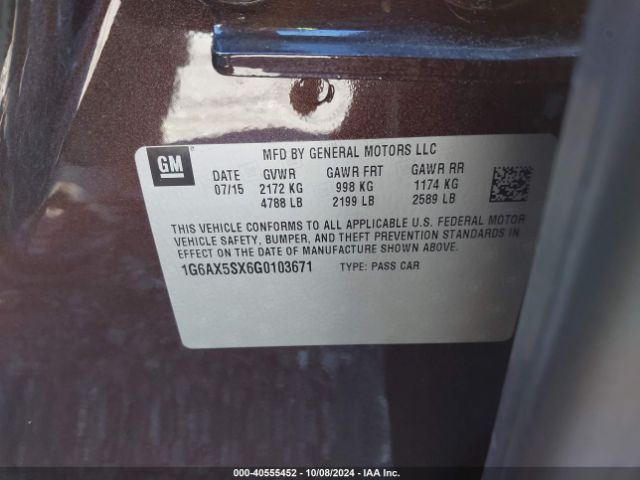 GM
MFD BY GENERAL MOTORS LLC
DATE GVWR GAWR FRT GAWR RR
07/15 2172 KG 998 KG 1174 KG
4788 LB 2199 LB 2589 LB
THIS VEHICLE CONFORMS TO ALL APPLICABLE U.S. FEDERAL MOTOR
VEHICLE SAFETY, BUMPER, AND THEFT PREVENTION STANDARDS IN
EFFECT ON THE DATE OF MANUFACTURE SHOWN ABOVE.
1G6AX5SX6G0103671 TYPE: PASS CAR
000-40555452 - 10/08/2024 - IAA Inc.